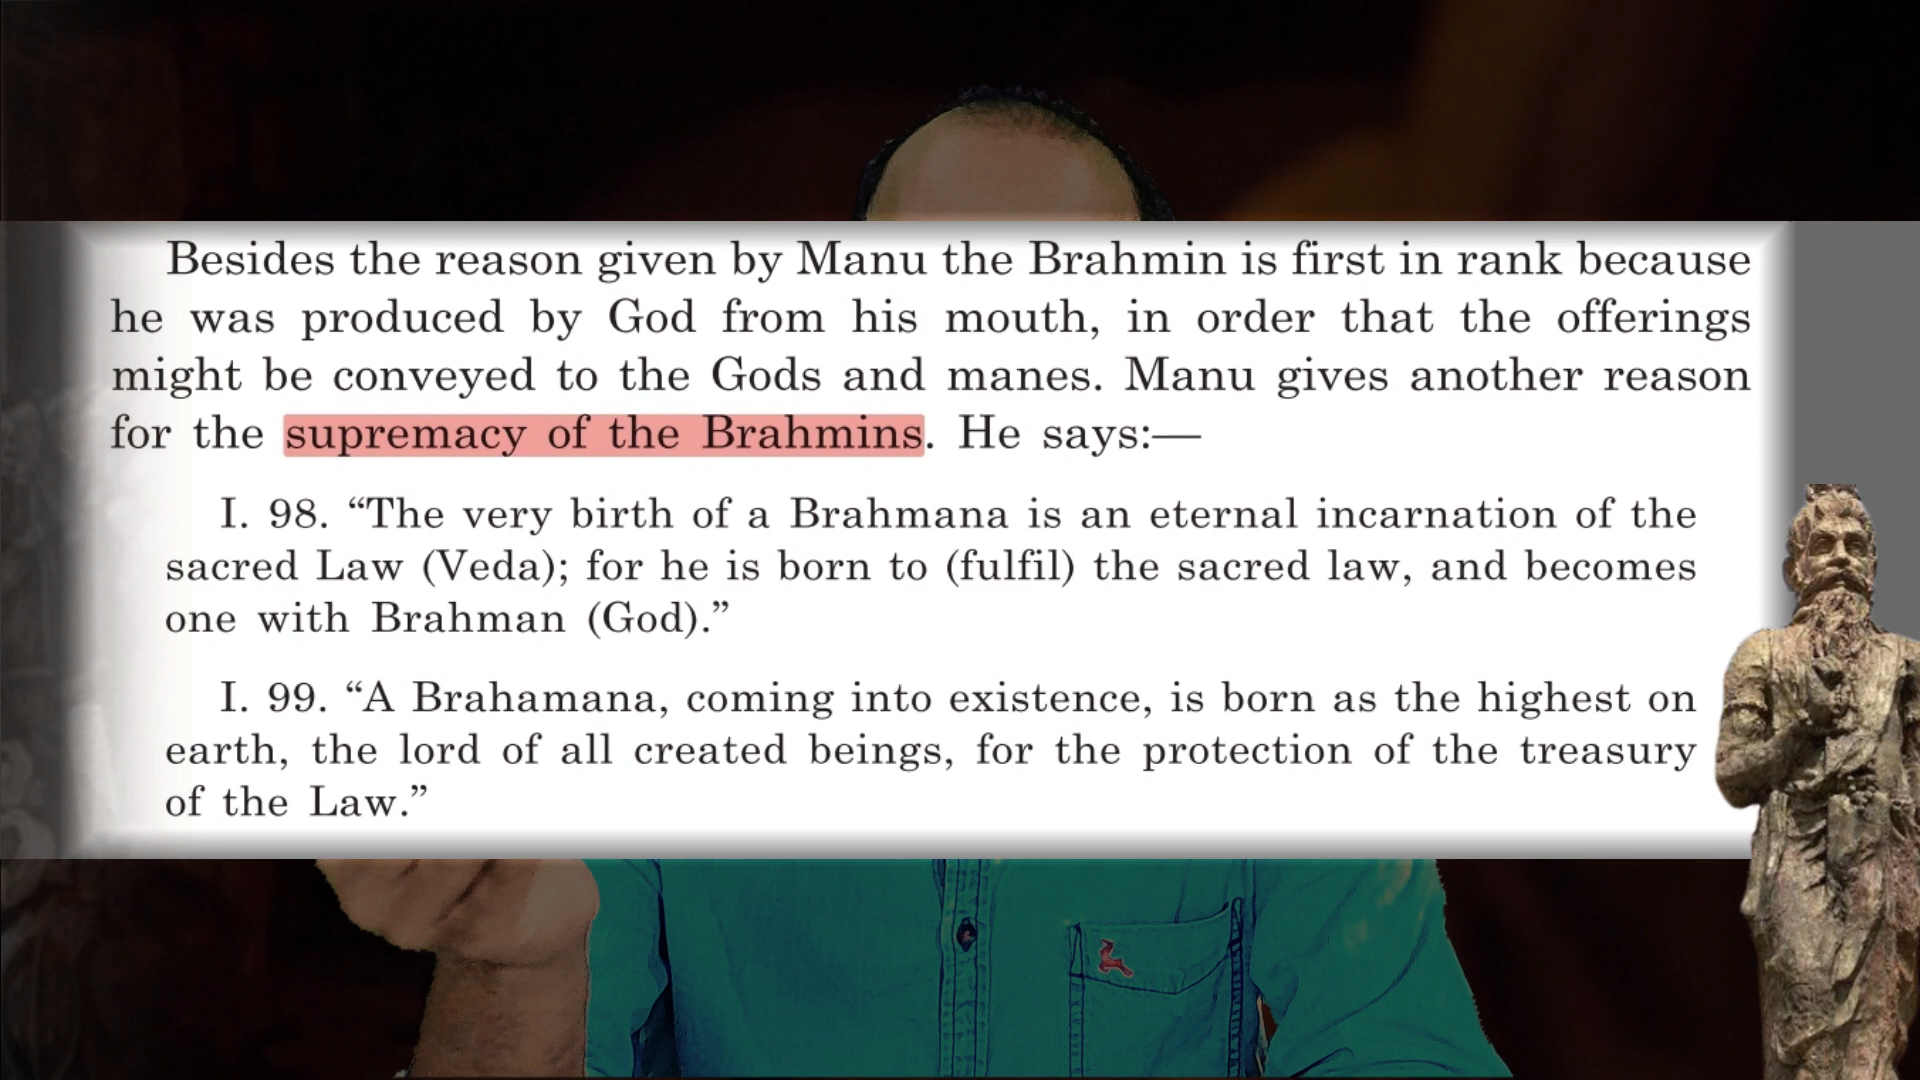 Besides the reason given by Manu the Brahmin is first in rank because
he was produced by God from his mouth, in order that the offerings
might be conveyed to the Gods and manes. Manu gives another reason
for the supremacy of the Brahmins. He says:—
I. 98. “The very birth of a Brahmana is an eternal incarnation of the
sacred Law (Veda); for he is born to (fulfil) the sacred law, and becomes
one with Brahman (God).”
I. 99. “A Brahamana, coming into existence, is born as the highest on
earth, the lord of all created beings, for the protection of the treasury
of the Law.”